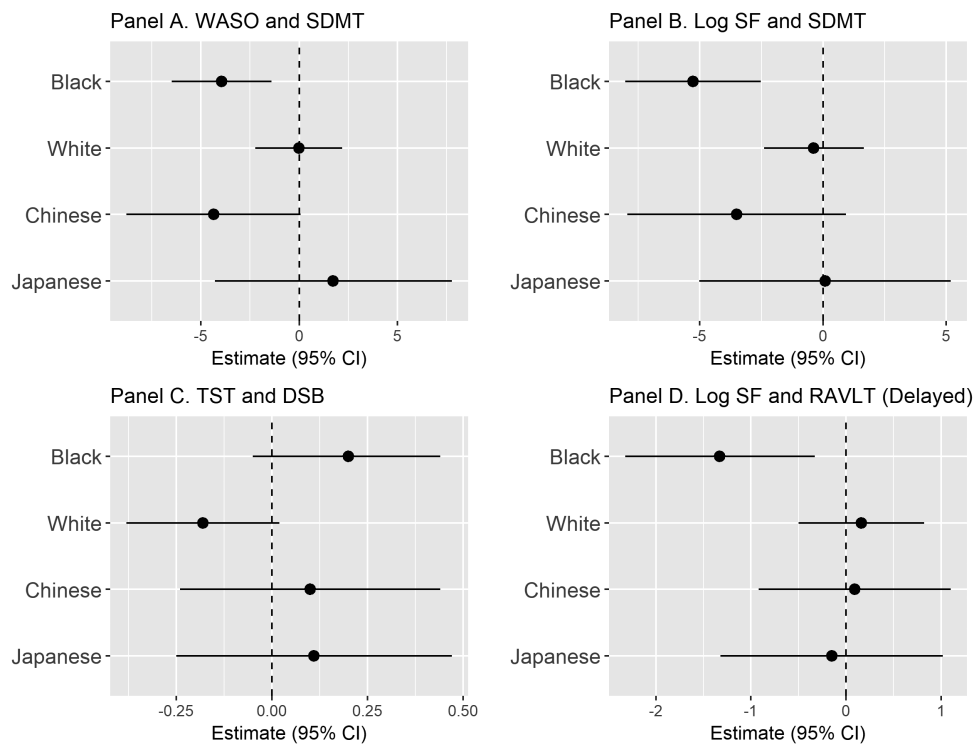 Panel A. WASO and SDMT
Black
White
Chinese
Japanese
-5 0 5
Estimate (95% CI)
Panel B. Log SF and SDMT
Black
White
Chinese
Japanese
-5 0 5
Estimate (95% CI)
Panel C. TST and DSB
Black
White
Chinese
Japanese
-0.25 0.00 0.25 0.50
Estimate (95% CI)
Panel D. Log SF and RAVLT (Delayed)
Black
White
Chinese
Japanese
-2 -1 0 1
Estimate (95% CI)